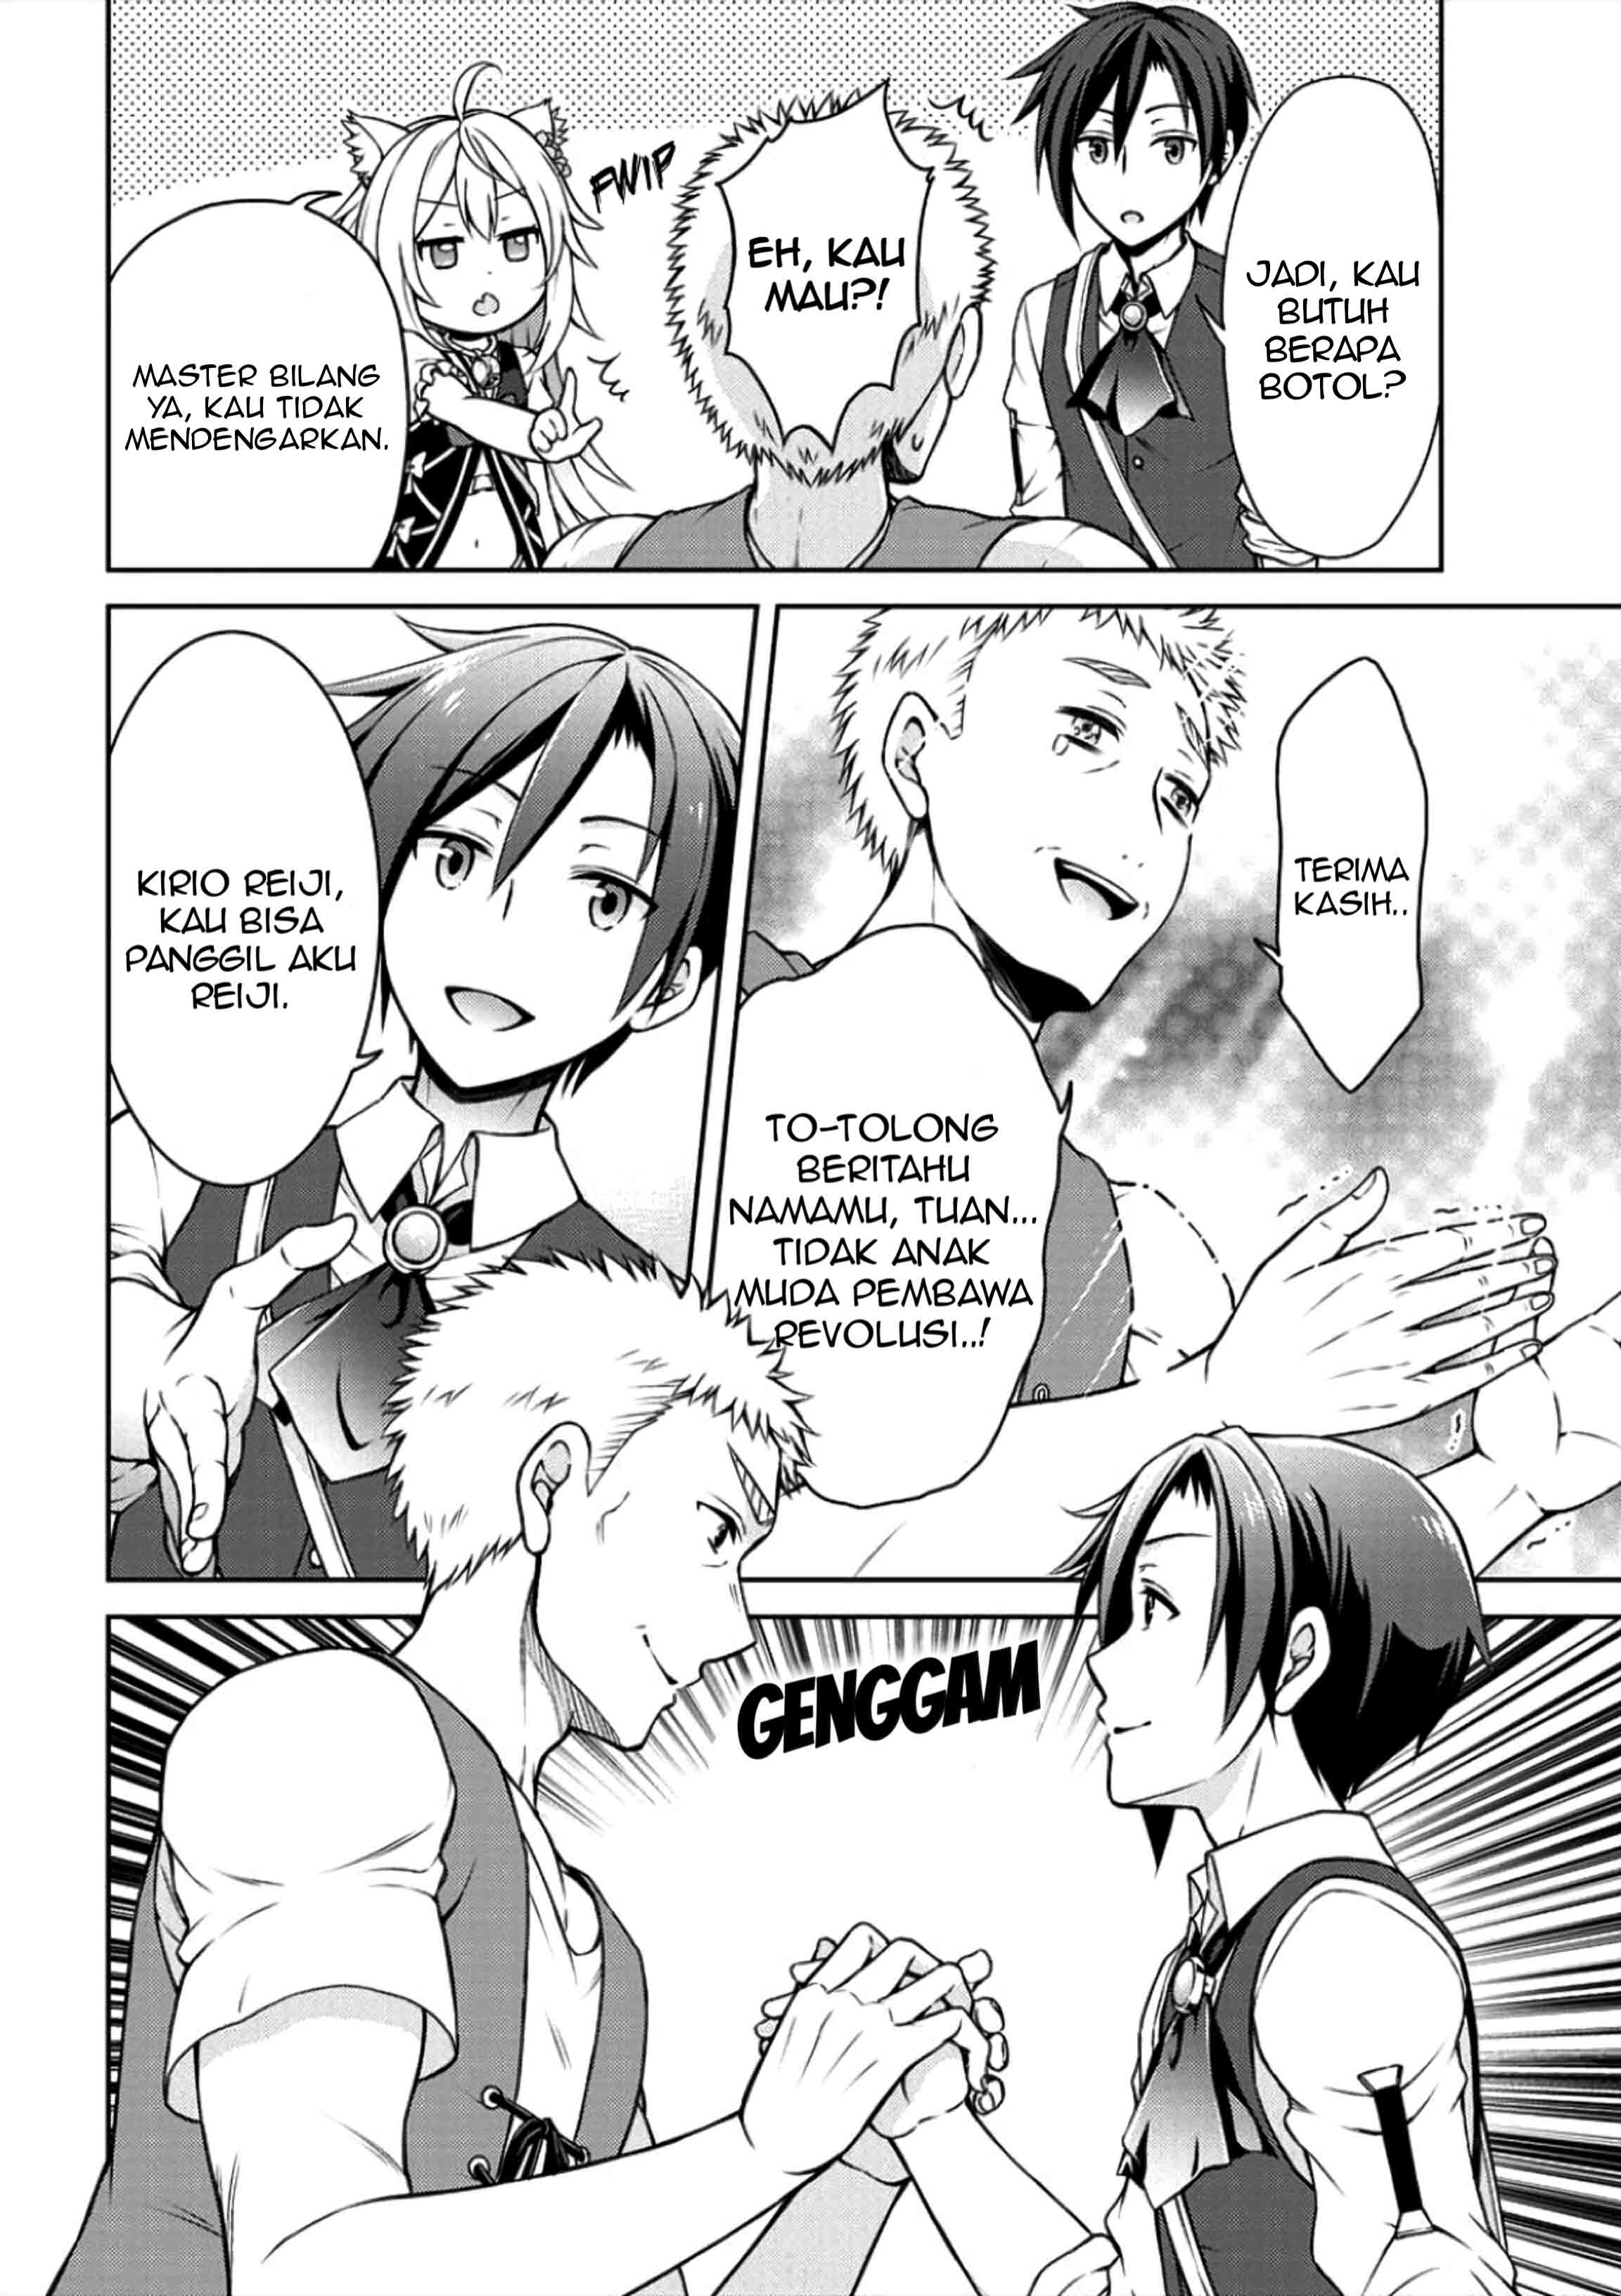 JADI, KAU
BUTUH
BERAPA
BOTOL?
EH, KAU
MAU?!
FWIP
MASTER BILANG
YA, KAU TIDAK
MENDENGARKAN.
TERIMA
KASIH..
TO-TOLONG
BERITAHU
NAMAMU, TUAN...
TIDAK ANAK
MUDA PEMBAWA
REVOLUSI..!
KIRIO REIJI,
KAU BISA
PANGGIL AKU
REIJI.
GENGGAM